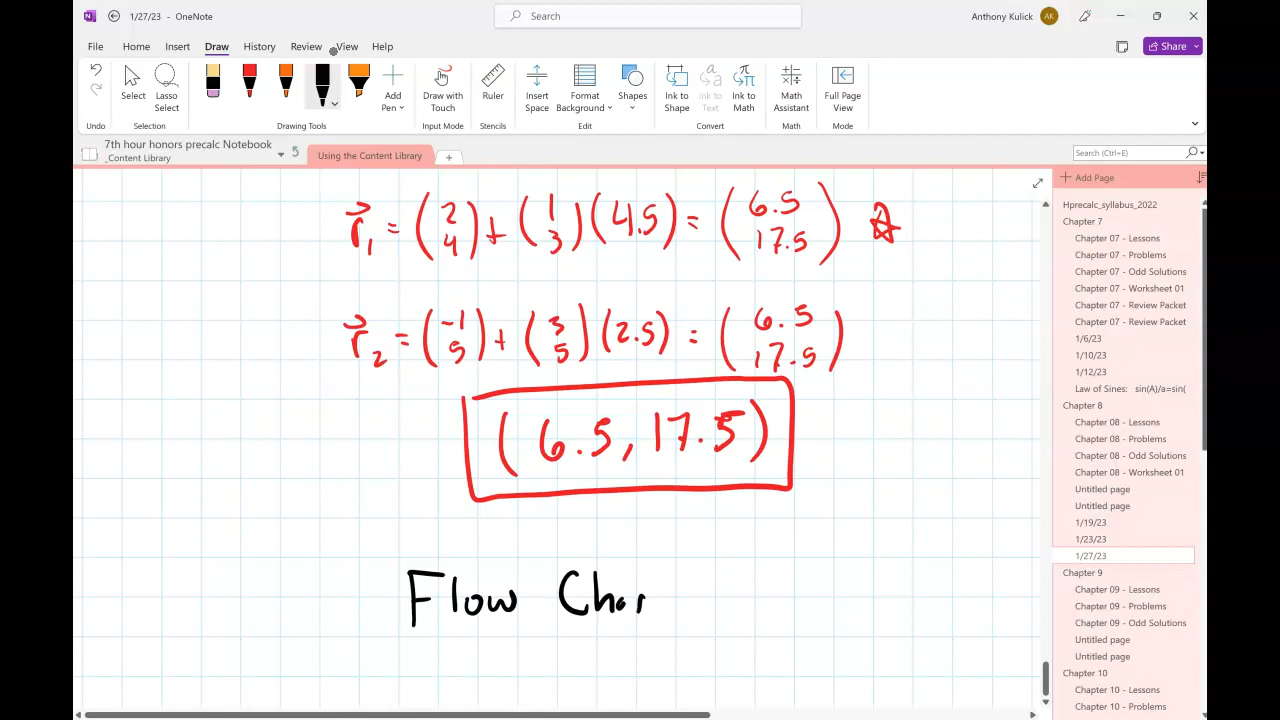 1/27/23 - OneNote
Search
Anthony Kulick AK
File Home Insert Draw History Review View Help
Share
Undo
Select
Lasso Select
Add Pen
Draw with Touch
Ruler
Insert Space
Format Background
Shapes
Ink to Shape
Ink to Text
Ink to Math
Math Assistant
Full Page View
Undo Selection Drawing Tools Input Mode Stencils Edit Convert Math Mode
7th hour honors precalc Notebook
_Content Library
Using the Content Library
+
Search (Ctrl+E)
r⃗₁ = (2 4) + (1 3)(4.5) = (6.5 17.5) ☆
r⃗₂ = (-1 5) + (3 5)(2.5) = (6.5 17.5)
(6.5, 17.5)
Flow Char
+ Add Page
Hprecalc_syllabus_2022
Chapter 7
Chapter 07 - Lessons
Chapter 07 - Problems
Chapter 07 - Odd Solutions
Chapter 07 - Worksheet 01
Chapter 07 - Review Packet
Chapter 07 - Review Packet
1/6/23
1/10/23
1/12/23
Law of Sines: sin(A)/a=sin(
Chapter 8
Chapter 08 - Lessons
Chapter 08 - Problems
Chapter 08 - Odd Solutions
Chapter 08 - Worksheet 01
Untitled page
Untitled page
1/19/23
1/23/23
1/27/23
Chapter 9
Chapter 09 - Lessons
Chapter 09 - Problems
Chapter 09 - Odd Solutions
Untitled page
Untitled page
Chapter 10
Chapter 10 - Lessons
Chapter 10 - Problems